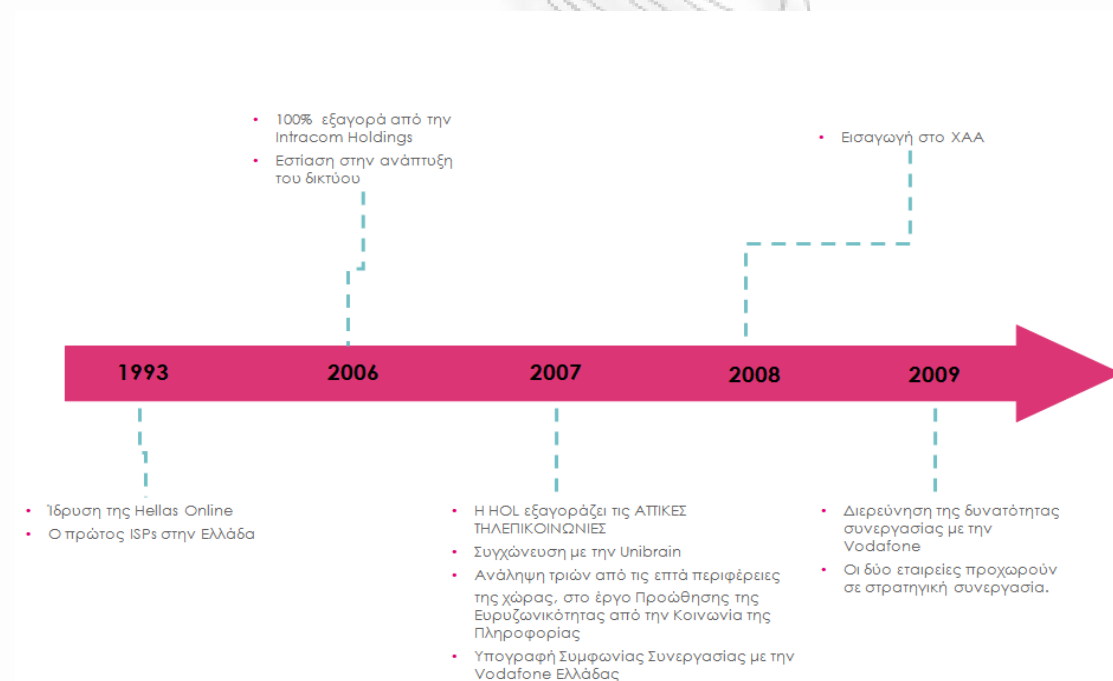 • 100% εξαγορά από την
Intracom Holdings
• Εστίαση στην ανάπτυξη
του δικτύου
• Εισαγωγή στο ΧΑΑ
1993
2006
2007
2008
2009
• Ίδρυση της Hellas Online
• Ο πρώτος ISPs στην Ελλάδα
• Η HOL εξαγοράζει τις ΑΤΤΙΚΕΣ
ΤΗΛΕΠΙΚΟΙΝΩΝΙΕΣ
• Συγχώνευση με την Unibrain
• Ανάληψη τριών από τις επτά περιφέρειες
της χώρας, στο έργο Προώθησης της
Ευρυζωνικότητας από την Κοινωνία της
Πληροφορίας
• Υπογραφή Συμφωνίας Συνεργασίας με την
Vodafone Ελλάδας
• Διερεύνηση της δυνατότητας
συνεργασίας με την
Vodafone
• Οι δύο εταιρείες προχωρούν
σε στρατηγική συνεργασία.